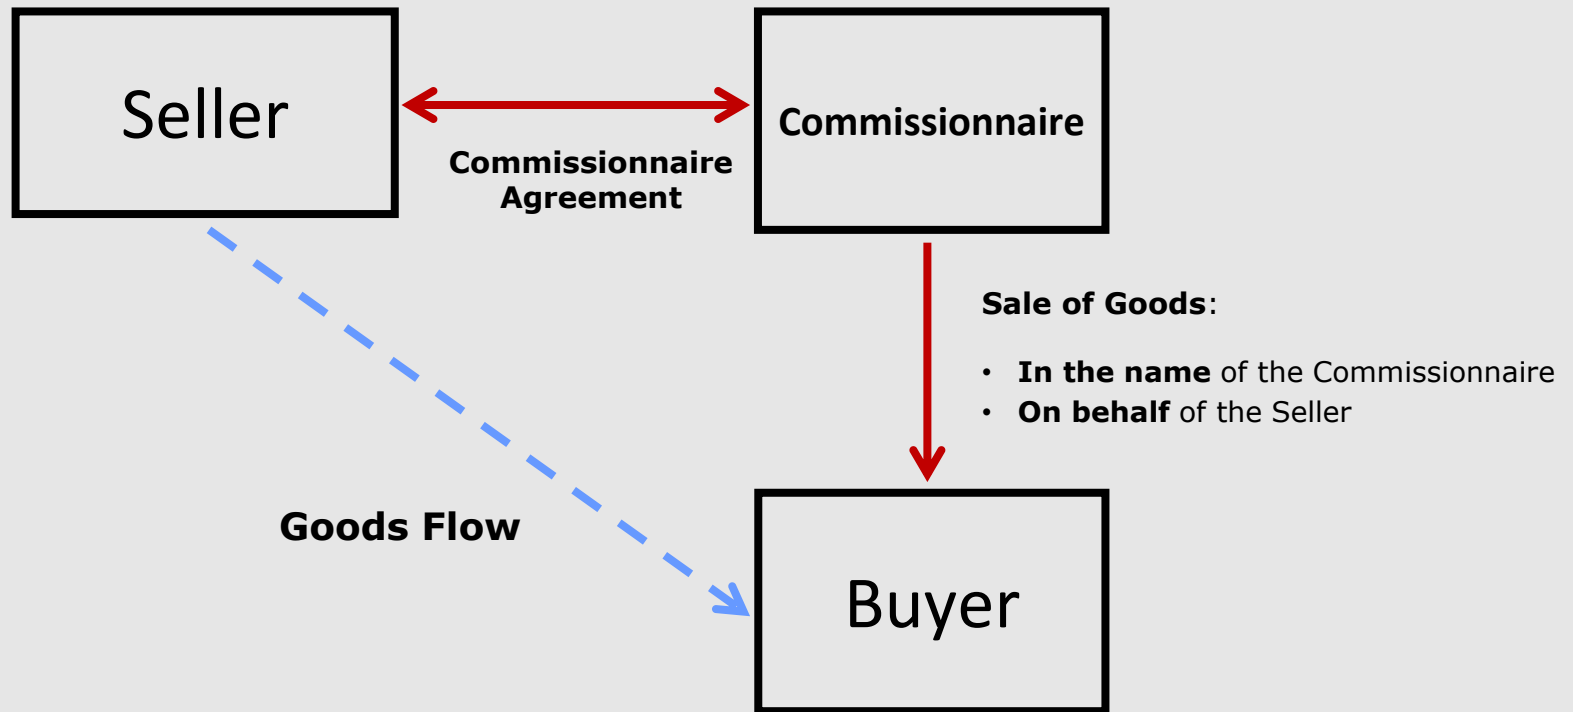 Seller
Commissionnaire
Commissionnaire
Agreement
Sale of Goods:
• In the name of the Commissionnaire
• On behalf of the Seller
Goods Flow
Buyer